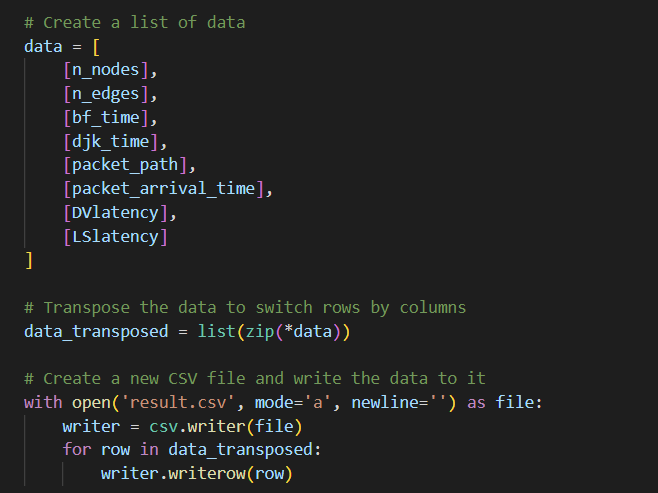 # Create a list of data
data = [
    [n_nodes],
    [n_edges],
    [bf_time],
    [djk_time],
    [packet_path],
    [packet_arrival_time],
    [DVlatency],
    [LSlatency]
]
# Transpose the data to switch rows by columns
data_transposed = list(zip(*data))
# Create a new CSV file and write the data to it
with open('result.csv', mode='a', newline='') as file:
    writer = csv.writer(file)
    for row in data_transposed:
        writer.writerow(row)